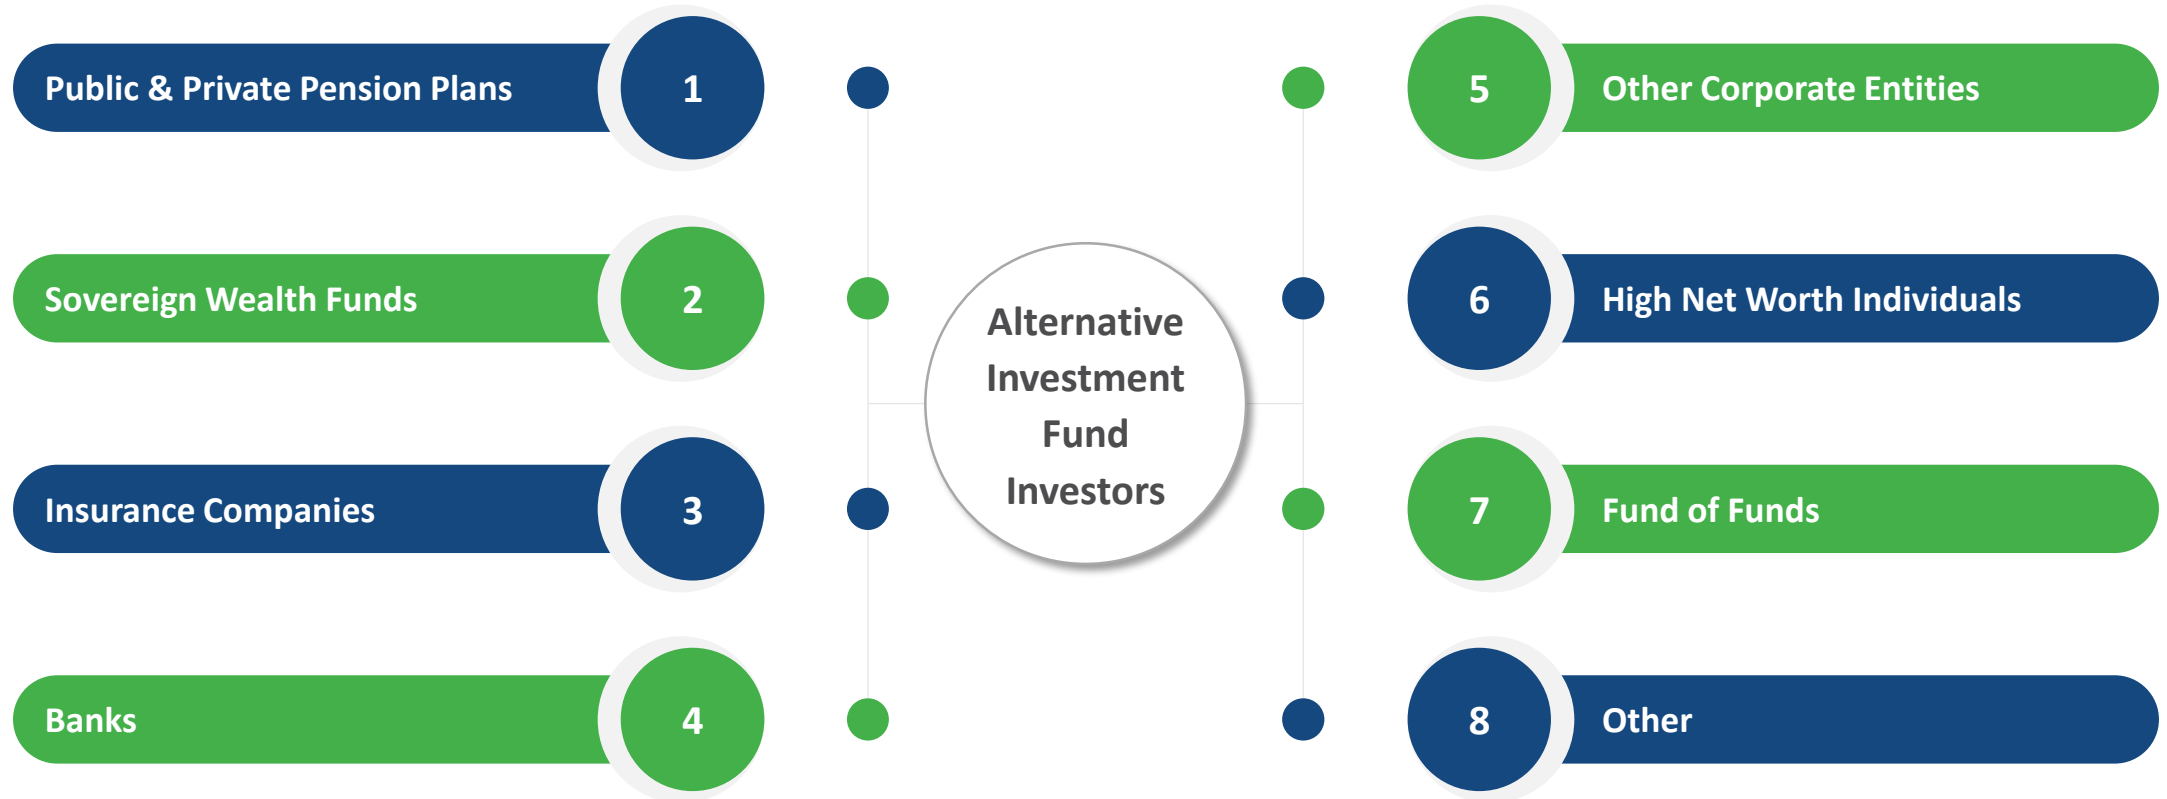 Public & Private Pension Plans
1
Sovereign Wealth Funds
2
Insurance Companies
3
Banks
4
Alternative
Investment
Fund
Investors
5
Other Corporate Entities
6
High Net Worth Individuals
7
Fund of Funds
8
Other